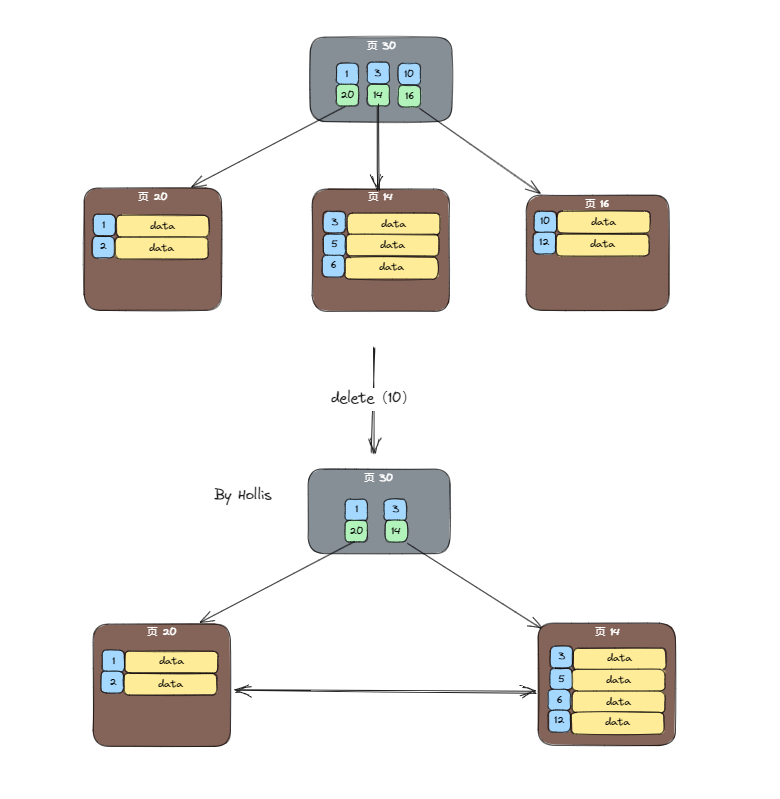 页 30
1 3 10
20 14 16
页 20
1 data
2 data
页 14
3 data
5 data
6 data
页 16
10 data
12 data
delete (10)
By Hollis
页 30
1 3
20 14
页 20
1 data
2 data
页 14
3 data
5 data
6 data
12 data